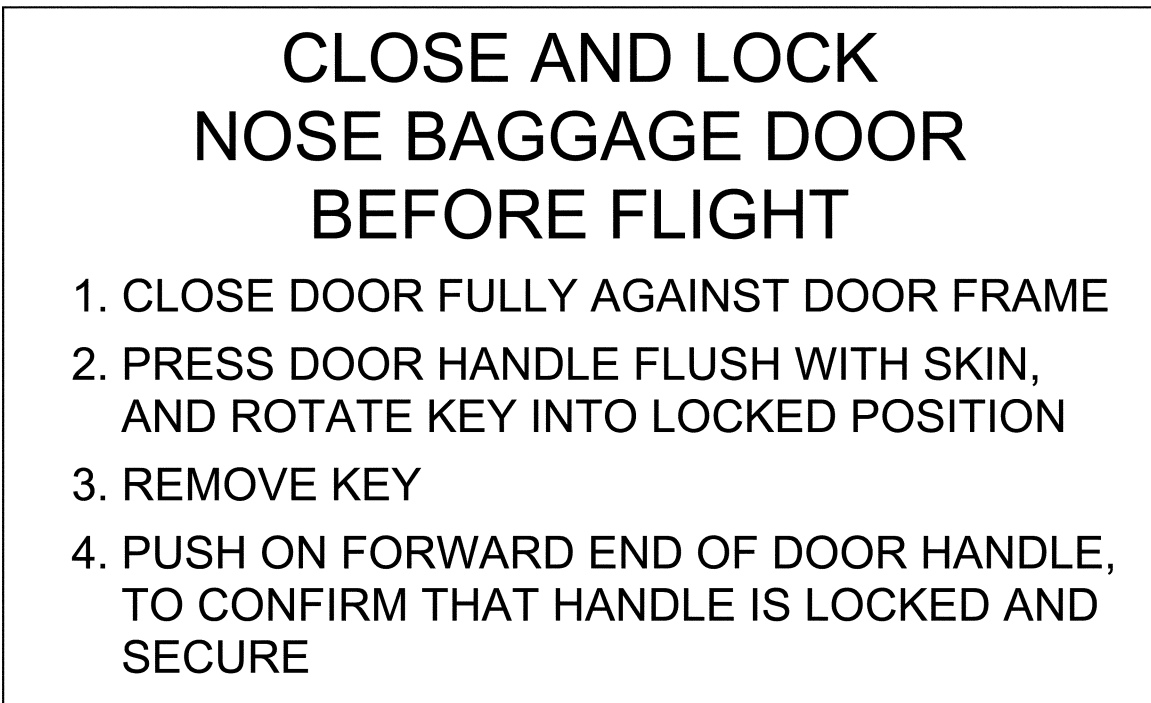 CLOSE AND LOCK
NOSE BAGGAGE DOOR
BEFORE FLIGHT
1. CLOSE DOOR FULLY AGAINST DOOR FRAME
2. PRESS DOOR HANDLE FLUSH WITH SKIN,
AND ROTATE KEY INTO LOCKED POSITION
3. REMOVE KEY
4. PUSH ON FORWARD END OF DOOR HANDLE,
TO CONFIRM THAT HANDLE IS LOCKED AND
SECURE